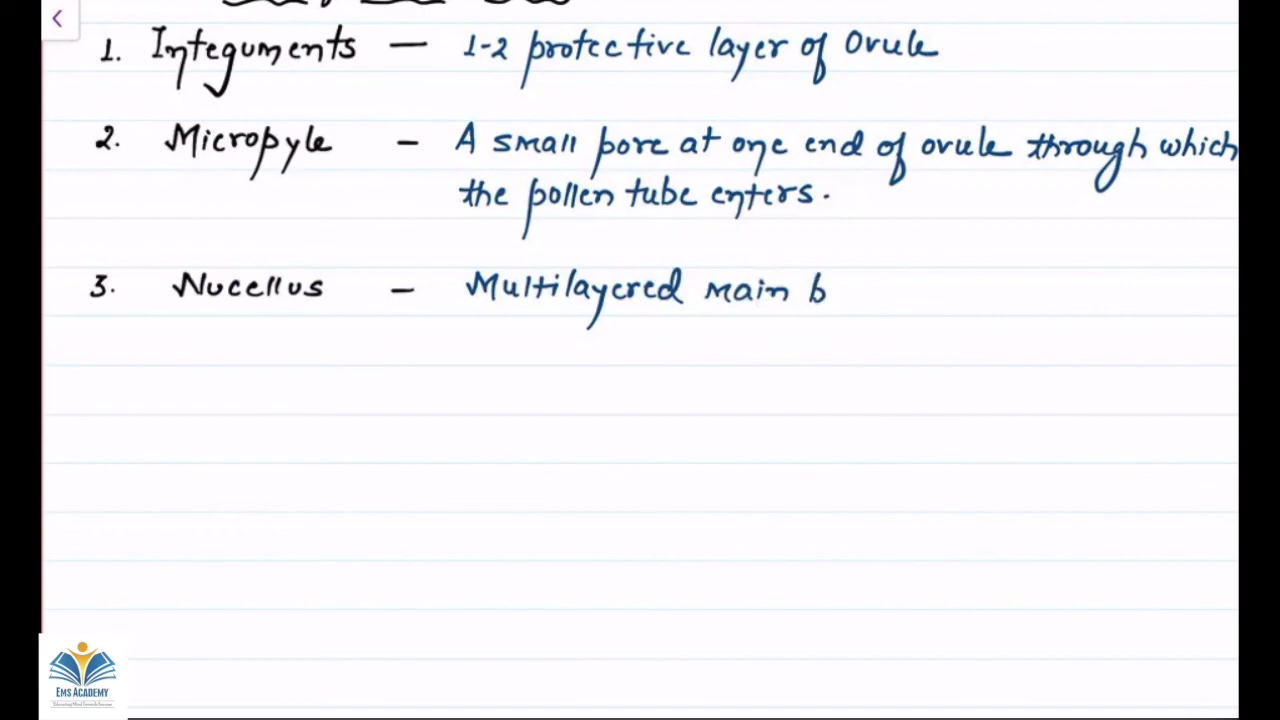 1. Integuments — 1-2 protective layer of Ovule
2. Micropyle - A small pore at one end of ovule through which
the pollen tube enters.
3. Nucellus - Multilayered main b
EMS ACADEMY